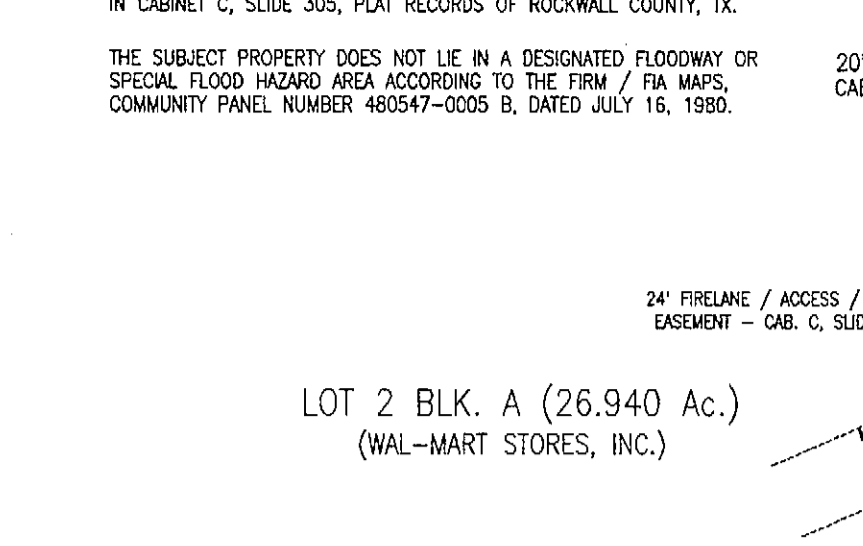 IN CABINET C, SLIDE 305, PLAT RECORDS OF ROCKWALL COUNTY, TX.
THE SUBJECT PROPERTY DOES NOT LIE IN A DESIGNATED FLOODWAY OR
SPECIAL FLOOD HAZARD AREA ACCORDING TO THE FIRM / FIA MAPS,
COMMUNITY PANEL NUMBER 480547-0005 B, DATED JULY 16, 1980.
20'
24' FIRELANE / ACCESS /
EASEMENT - CAB. C,
LOT 2 BLK. A (26.940 Ac.)
(WAL-MART STORES, INC.)